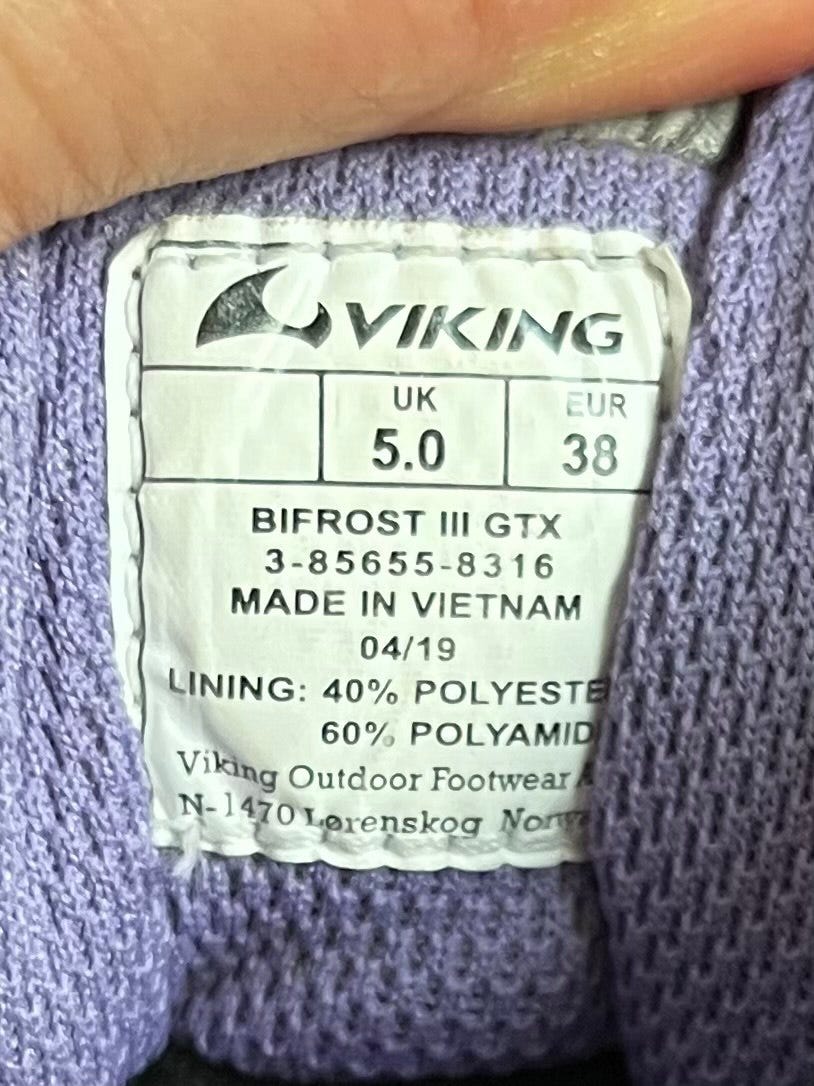 VIKING
UK EUR
5.0 38
BIFROST III GTX
3-85655-8316
MADE IN VIETNAM
04/19
LINING: 40% POLYESTE
60% POLYAMID
Viking Outdoor Footwear
N-1470 Lørenskog